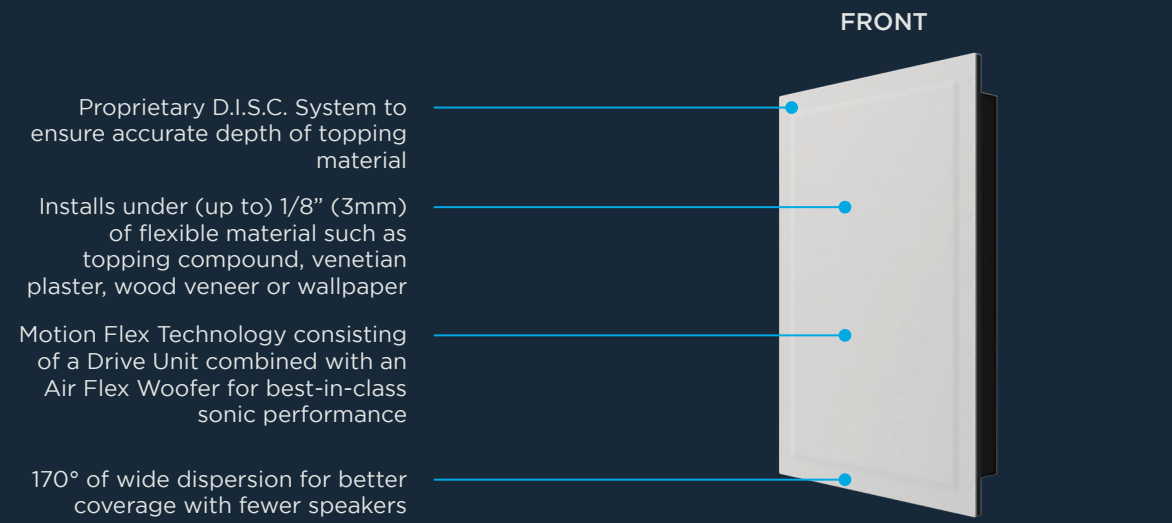 FRONT
Proprietary D.I.S.C. System to
ensure accurate depth of topping
material
Installs under (up to) 1/8” (3mm)
of flexible material such as
topping compound, venetian
plaster, wood veneer or wallpaper
Motion Flex Technology consisting
of a Drive Unit combined with an
Air Flex Woofer for best-in-class
sonic performance
170° of wide dispersion for better
coverage with fewer speakers